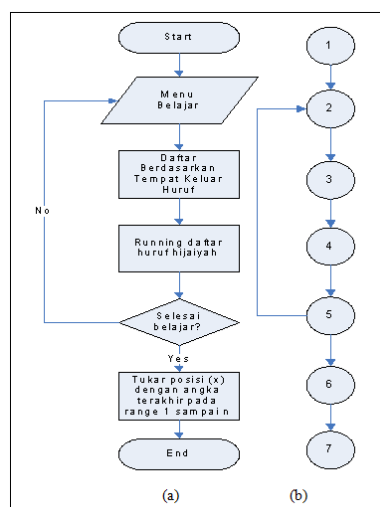 Start
Menu
Belajar
Daftar
Berdasarkan
Tempat Keluar
Huruf
No
Running daftar
huruf hijaiyah
Selesai
belajar?
Yes
Tukar posisi (x)
dengan angka
terakhir pada
range 1 sampain
End
(a)
1
2
3
4
5
6
7
(b)